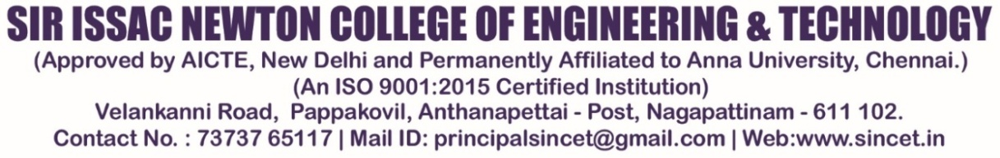 SIR ISSAC NEWTON COLLEGE OF ENGINEERING & TECHNOLOGY
(Approved by AICTE, New Delhi and Permanently Affiliated to Anna University, Chennai.)
(An ISO 9001:2015 Certified Institution)
Velankanni Road, Pappakovil, Anthanapettai - Post, Nagapattinam - 611 102.
Contact No. : 73737 65117 | Mail ID: principalsincet@gmail.com | Web:www.sincet.in